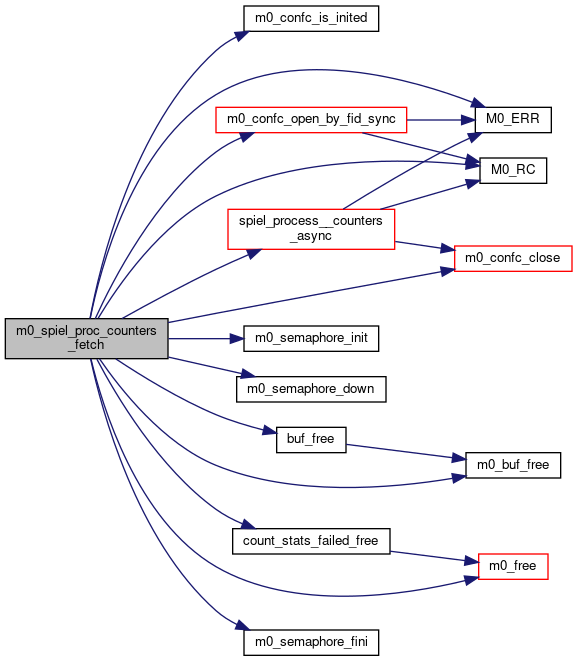 m0_confc_is_inited
m0_confc_open_by_fid_sync
M0_ERR
M0_RC
spiel_process__counters
_async
m0_confc_close
m0_spiel_proc_counters
_fetch
m0_semaphore_init
m0_semaphore_down
buf_free
m0_buf_free
count_stats_failed_free
m0_free
m0_semaphore_fini